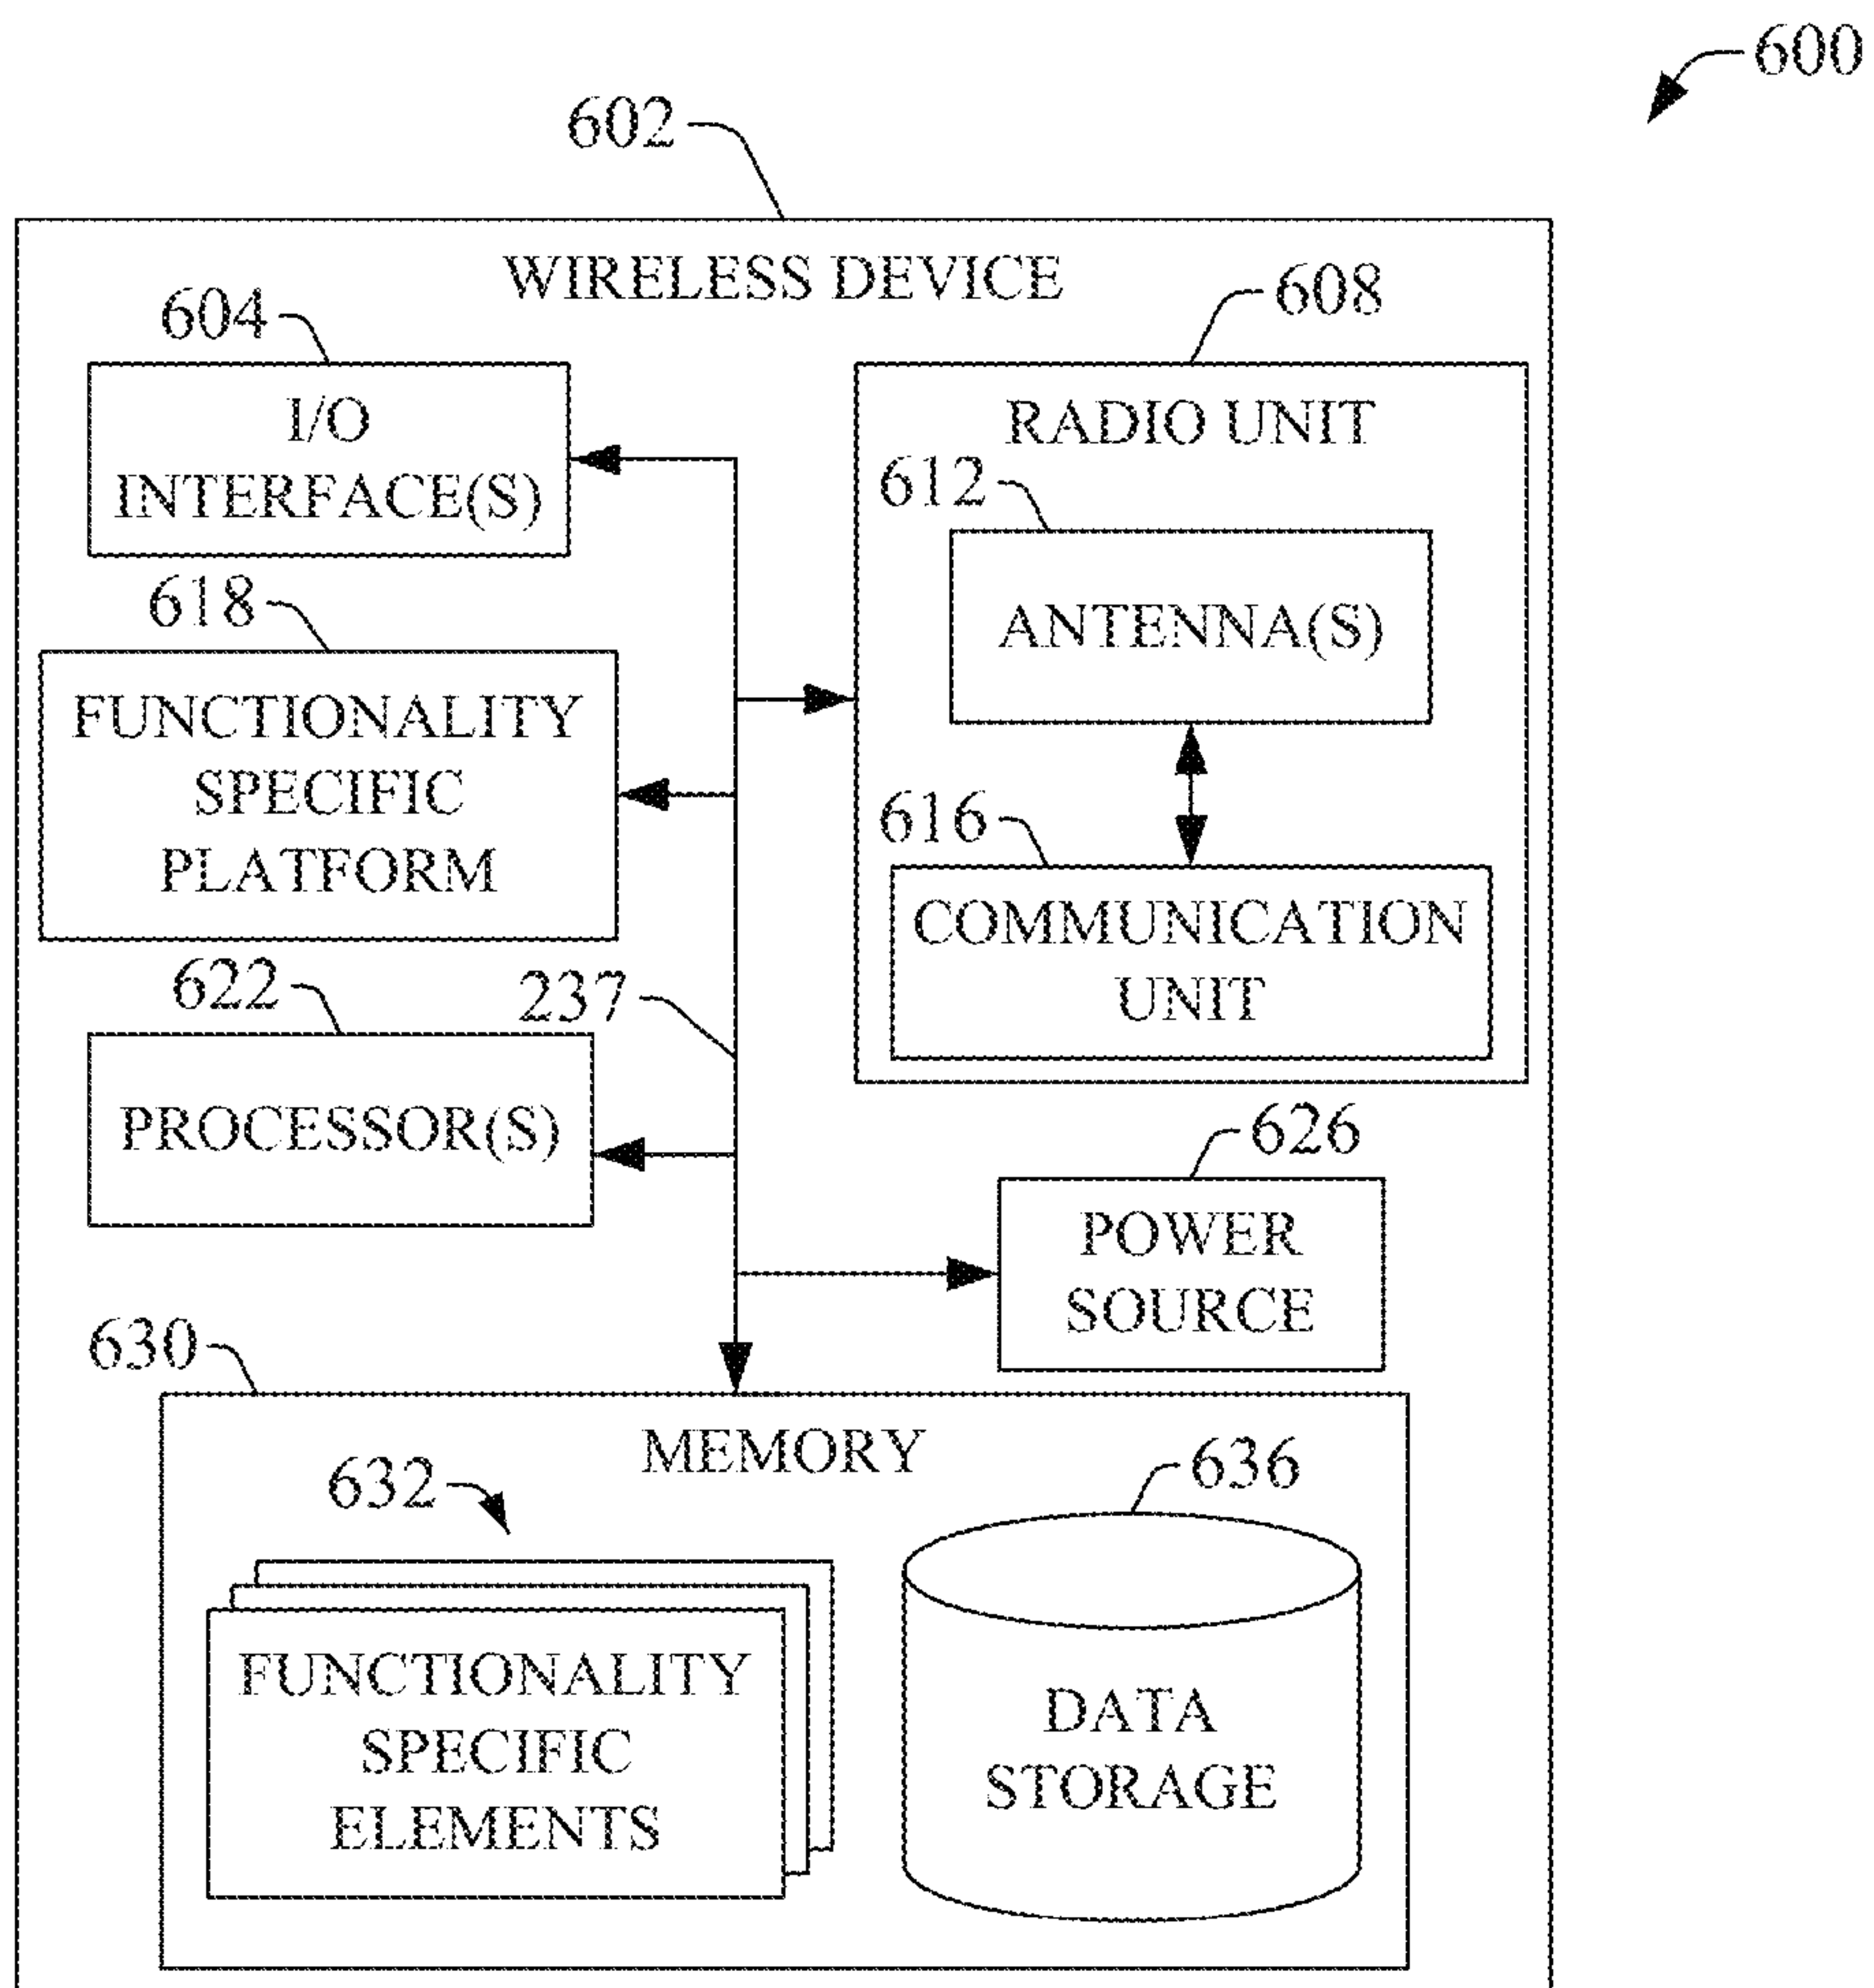 600
602
WIRELESS DEVICE
604
608
I/O
INTERFACE(S)
RADIO UNIT
612
ANTENNA(S)
618
FUNCTIONALITY
SPECIFIC
PLATFORM
616
COMMUNICATION
UNIT
622
237
PROCESSOR(S)
626
POWER
SOURCE
630
MEMORY
632
636
FUNCTIONALITY
SPECIFIC
ELEMENTS
DATA
STORAGE